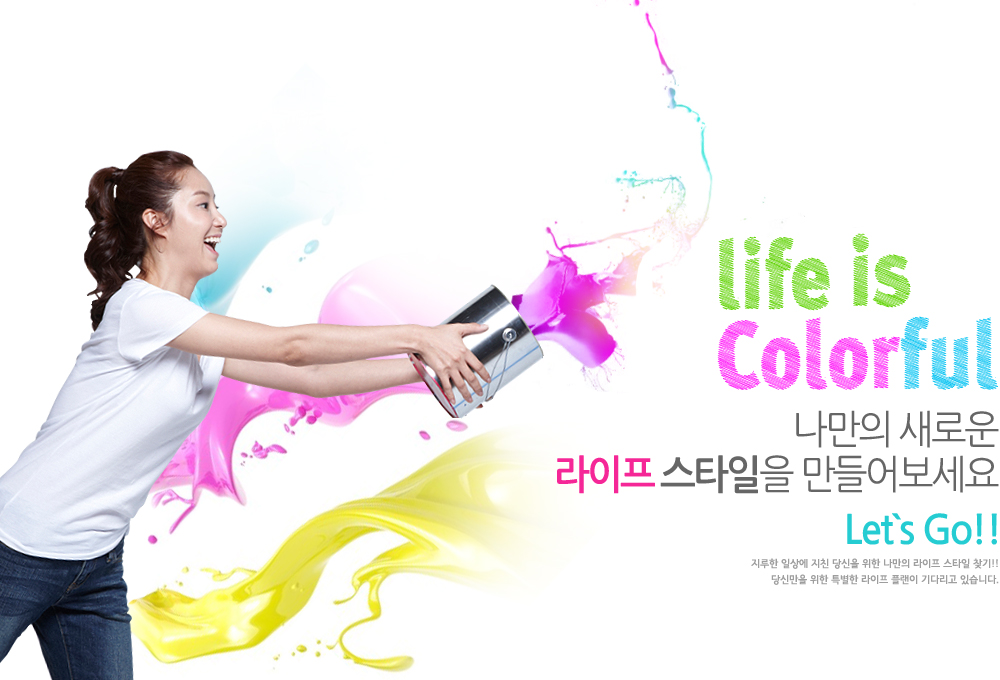 life is
Colorful
나만의 새로운
라이프 스타일을 만들어보세요
Let`s Go!!
지루한 일상에 지친 당신을 위한 나만의 라이프 스타일 찾기!!
당신만을 위한 특별한 라이프 플랜이 기다리고 있습니다.